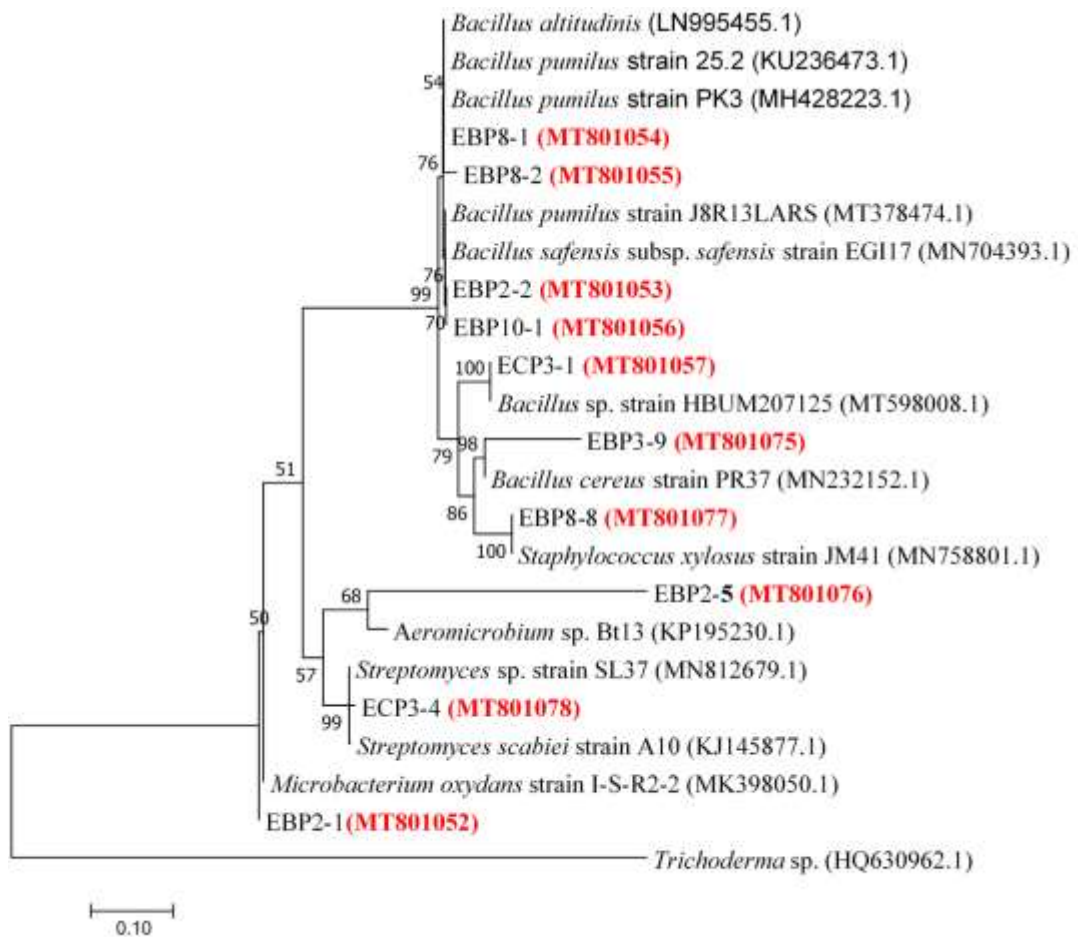 Bacillus altitudinis (LN995455.1)
Bacillus pumilus strain 25.2 (KU236473.1)
54
Bacillus pumilus strain PK3 (MH428223.1)
EBP8-1 (MT801054)
76
EBP8-2 (MT801055)
Bacillus pumilus strain J8R13LARS (MT378474.1)
Bacillus safensis subsp. safensis strain EGI17 (MN704393.1)
76
99
EBP2-2 (MT801053)
70
EBP10-1 (MT801056)
100
ECP3-1 (MT801057)
Bacillus sp. strain HBUM207125 (MT598008.1)
98
EBP3-9 (MT801075)
79
51
Bacillus cereus strain PR37 (MN232152.1)
86
EBP8-8 (MT801077)
100
Staphylococcus xylosus strain JM41 (MN758801.1)
68
EBP2-5 (MT801076)
50
Aeromicrobium sp. Bt13 (KP195230.1)
57
Streptomyces sp. strain SL37 (MN812679.1)
ECP3-4 (MT801078)
99
Streptomyces scabiei strain A10 (KJ145877.1)
Microbacterium oxydans strain I-S-R2-2 (MK398050.1)
EBP2-1(MT801052)
Trichoderma sp. (HQ630962.1)
0.10